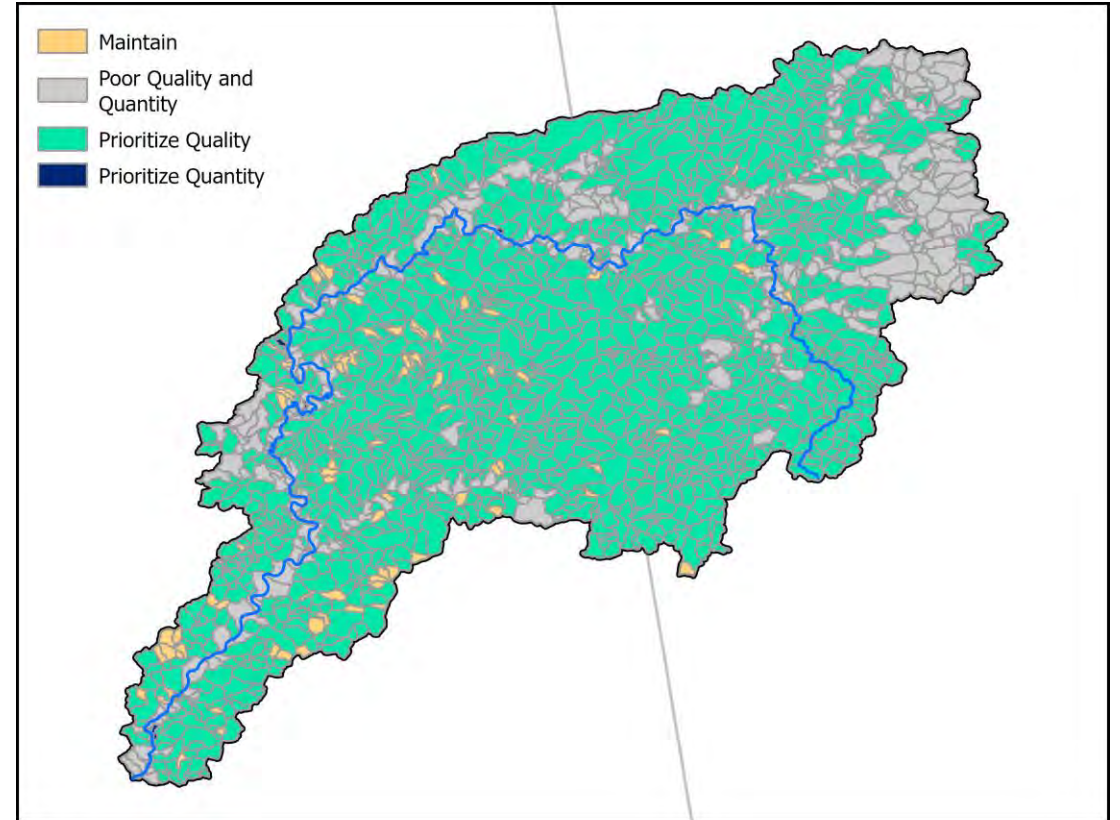 Maintain
Poor Quality and
Quantity
Prioritize Quality
Prioritize Quantity